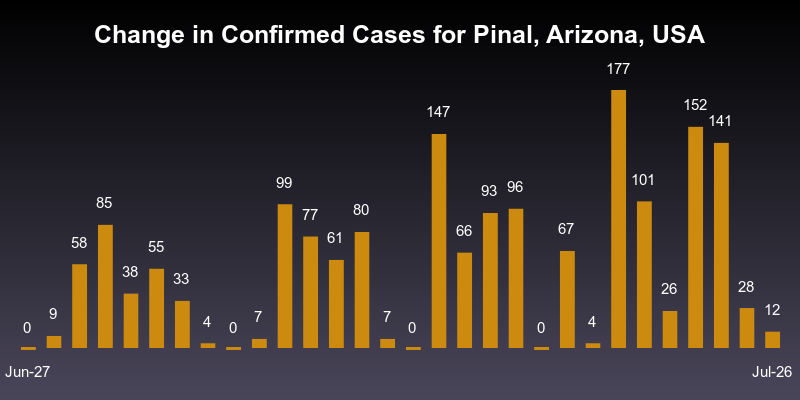 Change in Confirmed Cases for Pinal, Arizona, USA
0 9 58 85 38 55 33 4 0 7 99 77 61 80 7 0 147 66 93 96 0 67 4 177 101 26 152 141 28 12
Jun-27 Jul-26